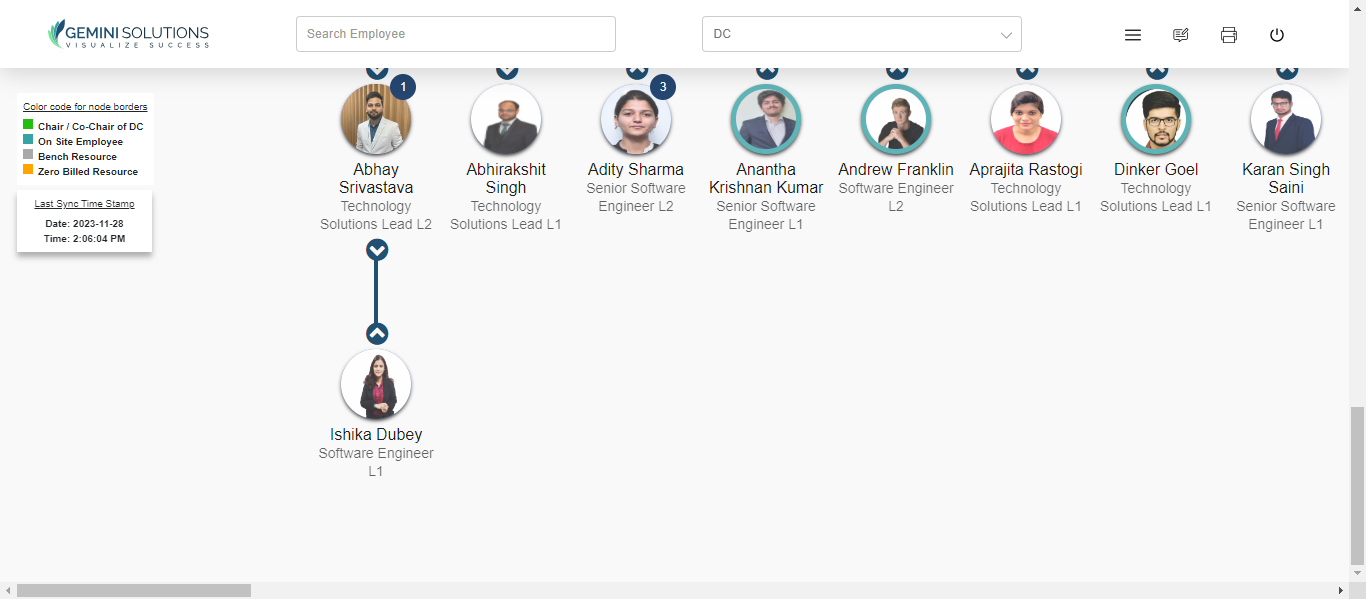 GEMINI SOLUTIONS
VISUALIZE SUCCESS
Search Employee
DC
Color code for node borders
Chair / Co-Chair of DC
On Site Employee
Bench Resource
Zero Billed Resource
Last Sync Time Stamp
Date: 2023-11-28
Time: 2:06:04 PM
1
Abhay
Srivastava
Technology
Solutions Lead L2
Abhirakshit
Singh
Technology
Solutions Lead L1
3
Adity Sharma
Senior Software
Engineer L2
Anantha
Krishnan Kumar
Senior Software
Engineer L1
Andrew Franklin
Software Engineer
L2
Aprajita Rastogi
Technology
Solutions Lead L1
Dinker Goel
Technology
Solutions Lead L1
Karan Singh
Saini
Senior Software
Engineer L1
Ishika Dubey
Software Engineer
L1